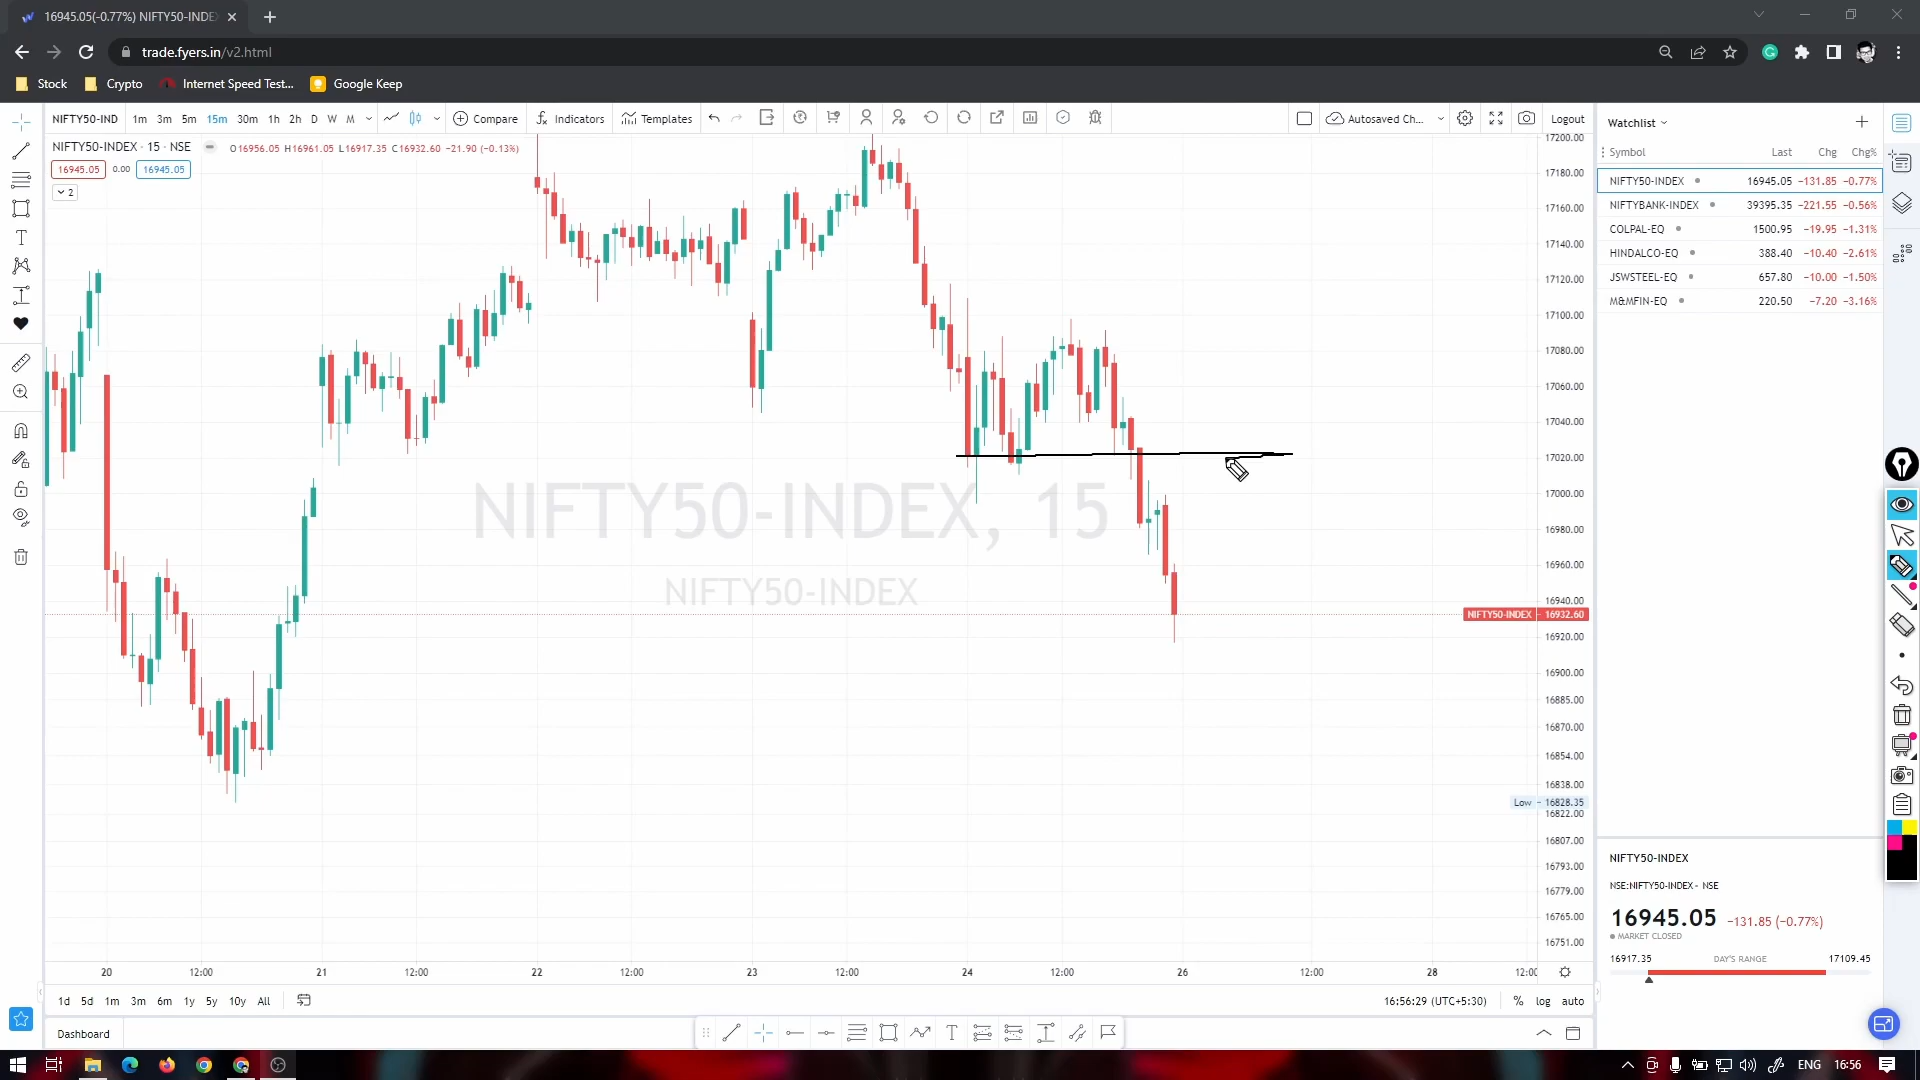 16945.05(-0.77%) NIFTY50-INDE
trade.fyers.in/v2.html
Stock Crypto Internet Speed Test... Google Keep
NIFTY50-IND 1m 3m 5m 15m 30m 1h 2h D W M Compare Indicators Templates Autosaved Ch... Logout
NIFTY50-INDEX · 15 · NSE O16956.05 H16961.05 L16917.35 C16932.60 −21.90 (−0.13%)
16945.05 0.00 16945.05
2
17200.00
17180.00
17160.00
17140.00
17120.00
17100.00
17080.00
17060.00
17040.00
17020.00
17000.00
16980.00
16960.00
16940.00
NIFTY50-INDEX 16932.60
16920.00
16900.00
16885.00
16870.00
16854.00
16838.00
Low 16828.35
16822.00
16807.00
16793.00
16779.00
16765.00
16751.00
NIFTY50-INDEX, 15
NIFTY50-INDEX
20 12:00 21 12:00 22 12:00 23 12:00 24 12:00 26 12:00 28 12:00
1d 5d 1m 3m 6m 1y 5y 10y All 16:56:29 (UTC+5:30) % log auto
Dashboard
Watchlist
Symbol Last Chg Chg%
NIFTY50-INDEX 16945.05 −131.85 −0.77%
NIFTYBANK-INDEX 39395.35 −221.55 −0.56%
COLPAL-EQ 1500.95 −19.95 −1.31%
HINDALCO-EQ 388.40 −10.40 −2.61%
JSWSTEEL-EQ 657.80 −10.00 −1.50%
M&MFIN-EQ 220.50 −7.20 −3.16%
NIFTY50-INDEX
NSE:NIFTY50-INDEX - NSE
16945.05 −131.85 (−0.77%)
MARKET CLOSED
16917.35 DAY'S RANGE 17109.45
ENG 16:56